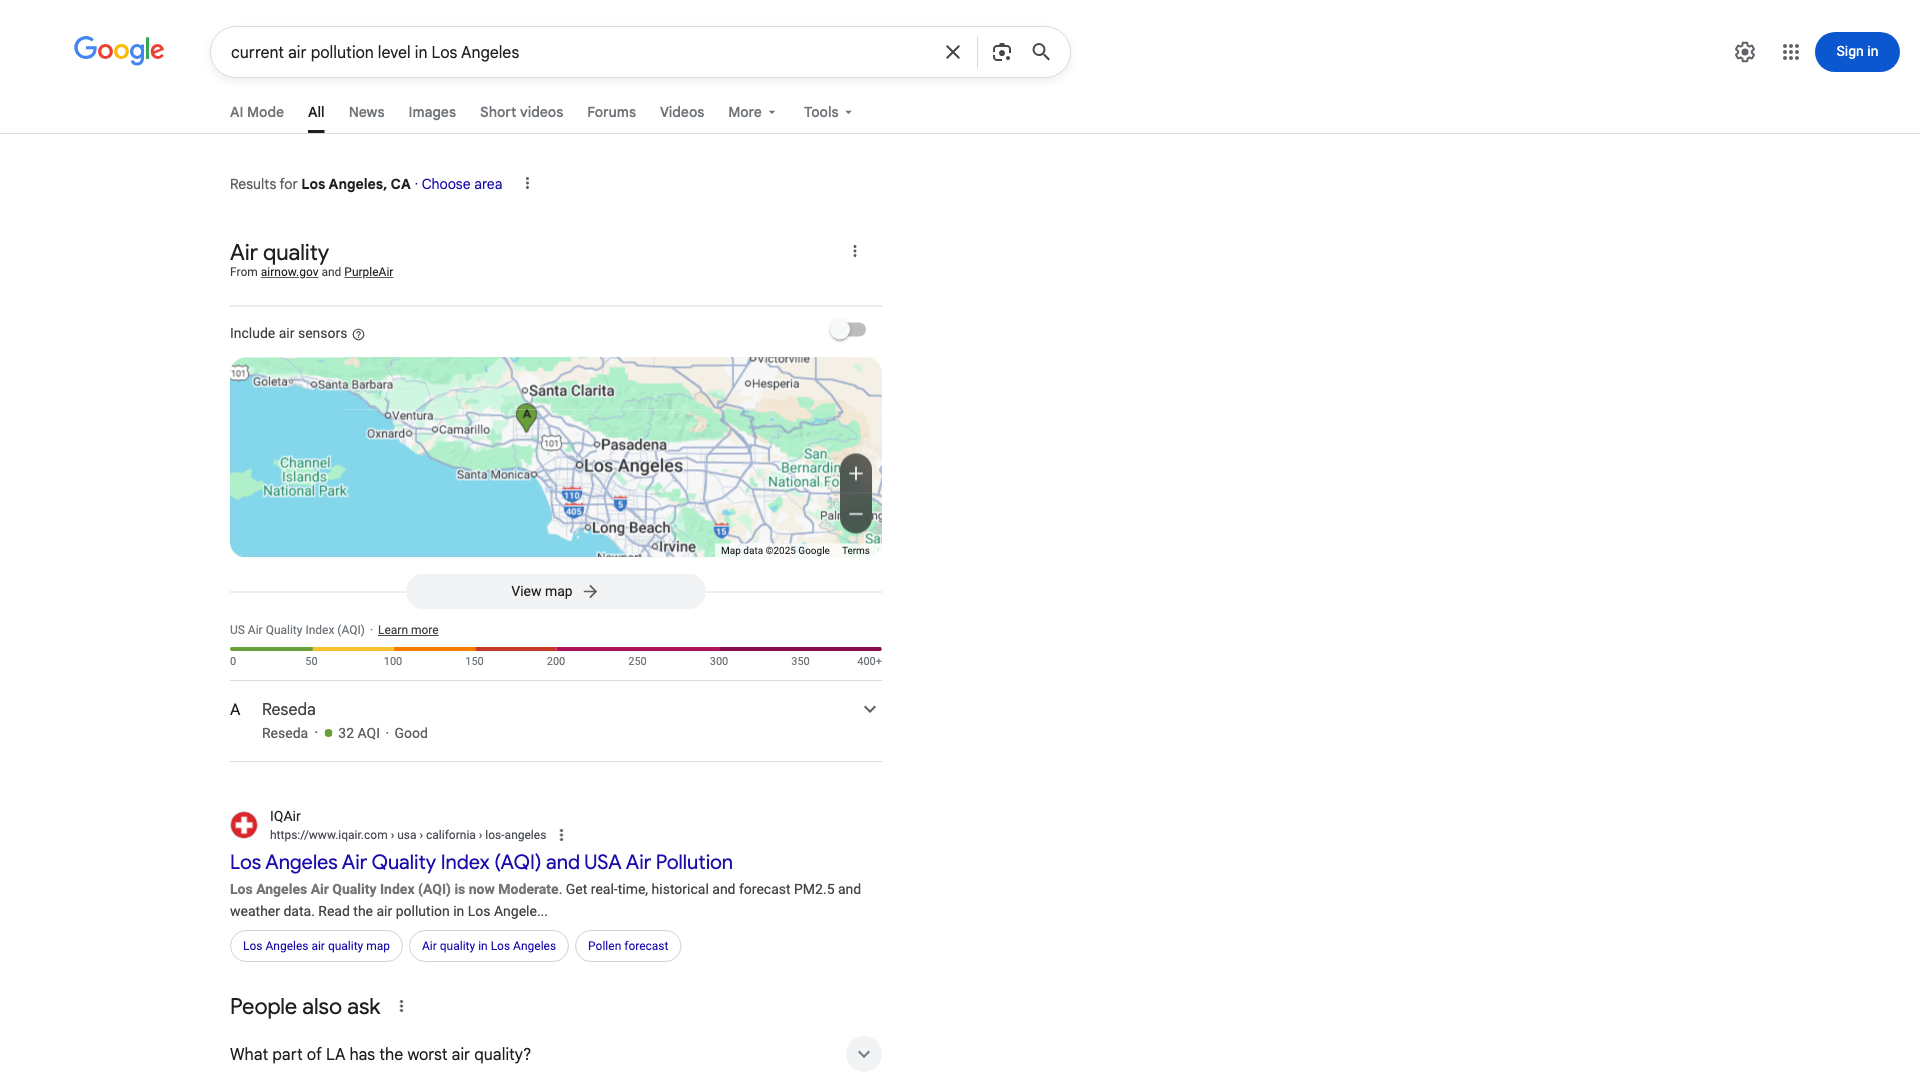 Google
current air pollution level in Los Angeles
Sign in
AI Mode
All
News
Images
Short videos
Forums
Videos
More
Tools
Results for Los Angeles, CA · Choose area
Air quality
From airnow.gov and PurpleAir
Include air sensors
Victorville
101
Goleta
Santa Barbara
Hesperia
Santa Clarita
A
Ventura
Oxnard
Camarillo
101
Pasadena
Los Angeles
Channel
Islands
National Park
Santa Monica
San
Bernardin
National Fo
110
405
5
Long Beach
15
Irvine
Map data ©2025 Google
Terms
View map
US Air Quality Index (AQI) · Learn more
0 50 100 150 200 250 300 350 400+
A Reseda
Reseda · 32 AQI · Good
IQAir
https://www.iqair.com › usa › california › los-angeles
Los Angeles Air Quality Index (AQI) and USA Air Pollution
Los Angeles Air Quality Index (AQI) is now Moderate. Get real-time, historical and forecast PM2.5 and
weather data. Read the air pollution in Los Angele...
Los Angeles air quality map
Air quality in Los Angeles
Pollen forecast
People also ask
What part of LA has the worst air quality?